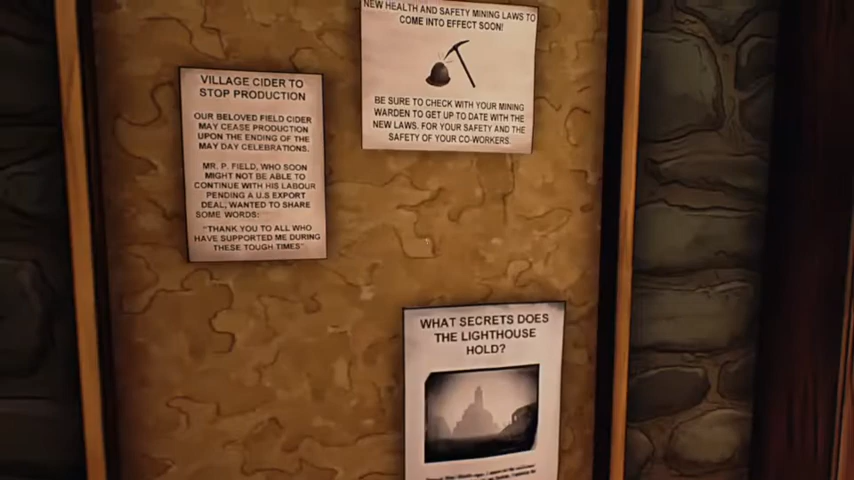 NEW HEALTH AND SAFETY MINING LAWS TO
COME INTO EFFECT SOON!
BE SURE TO CHECK WITH YOUR MINING
WARDEN TO GET UP TO DATE WITH THE
NEW LAWS. FOR YOUR SAFETY AND THE
SAFETY OF YOUR CO-WORKERS.
VILLAGE CIDER TO
STOP PRODUCTION
OUR BELOVED FIELD CIDER
MAY CEASE PRODUCTION
UPON THE ENDING OF THE
MAY DAY CELEBRATIONS.
MR. P. FIELD, WHO SOON
MIGHT NOT BE ABLE TO
CONTINUE WITH HIS LABOUR
PENDING A U.S EXPORT
DEAL, WANTED TO SHARE
SOME WORDS:
"THANK YOU TO ALL WHO
HAVE SUPPORTED ME DURING
THESE TOUGH TIMES"
WHAT SECRETS DOES
THE LIGHTHOUSE
HOLD?